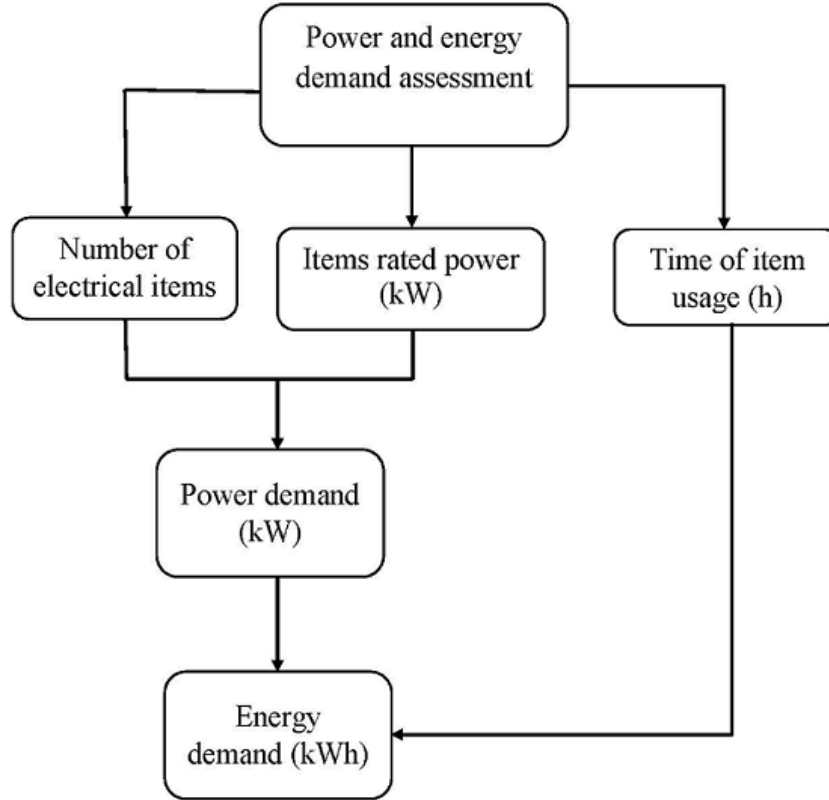 Power and energy
demand assessment
Number of
electrical items
Items rated power
(kW)
Time of item
usage (h)
Power demand
(kW)
Energy
demand (kWh)